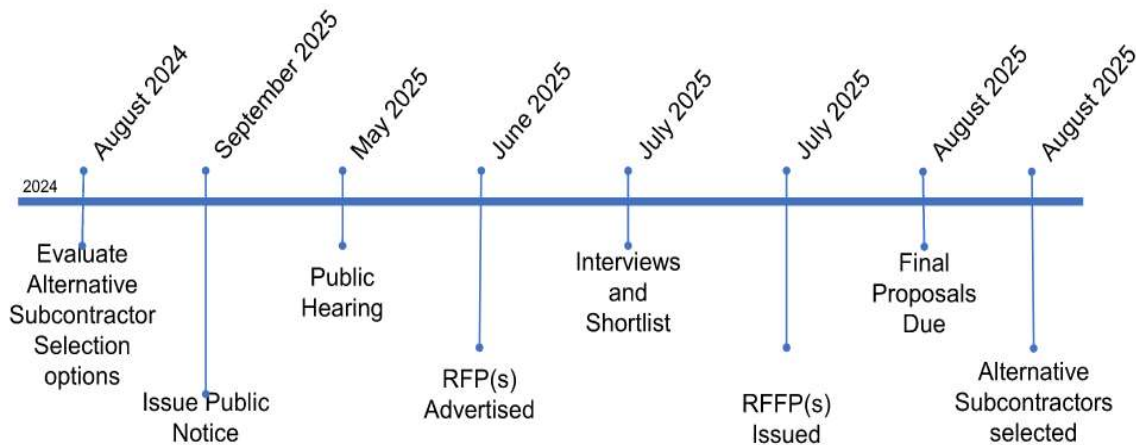 August 2024
September 2025
May 2025
June 2025
July 2025
July 2025
August 2025
August 2025
2024
Evaluate
Alternative
Subcontractor
Selection
options
Issue Public
Notice
Public
Hearing
RFP(s)
Advertised
Interviews
and
Shortlist
RFFP(s)
Issued
Final
Proposals
Due
Alternative
Subcontractors
selected